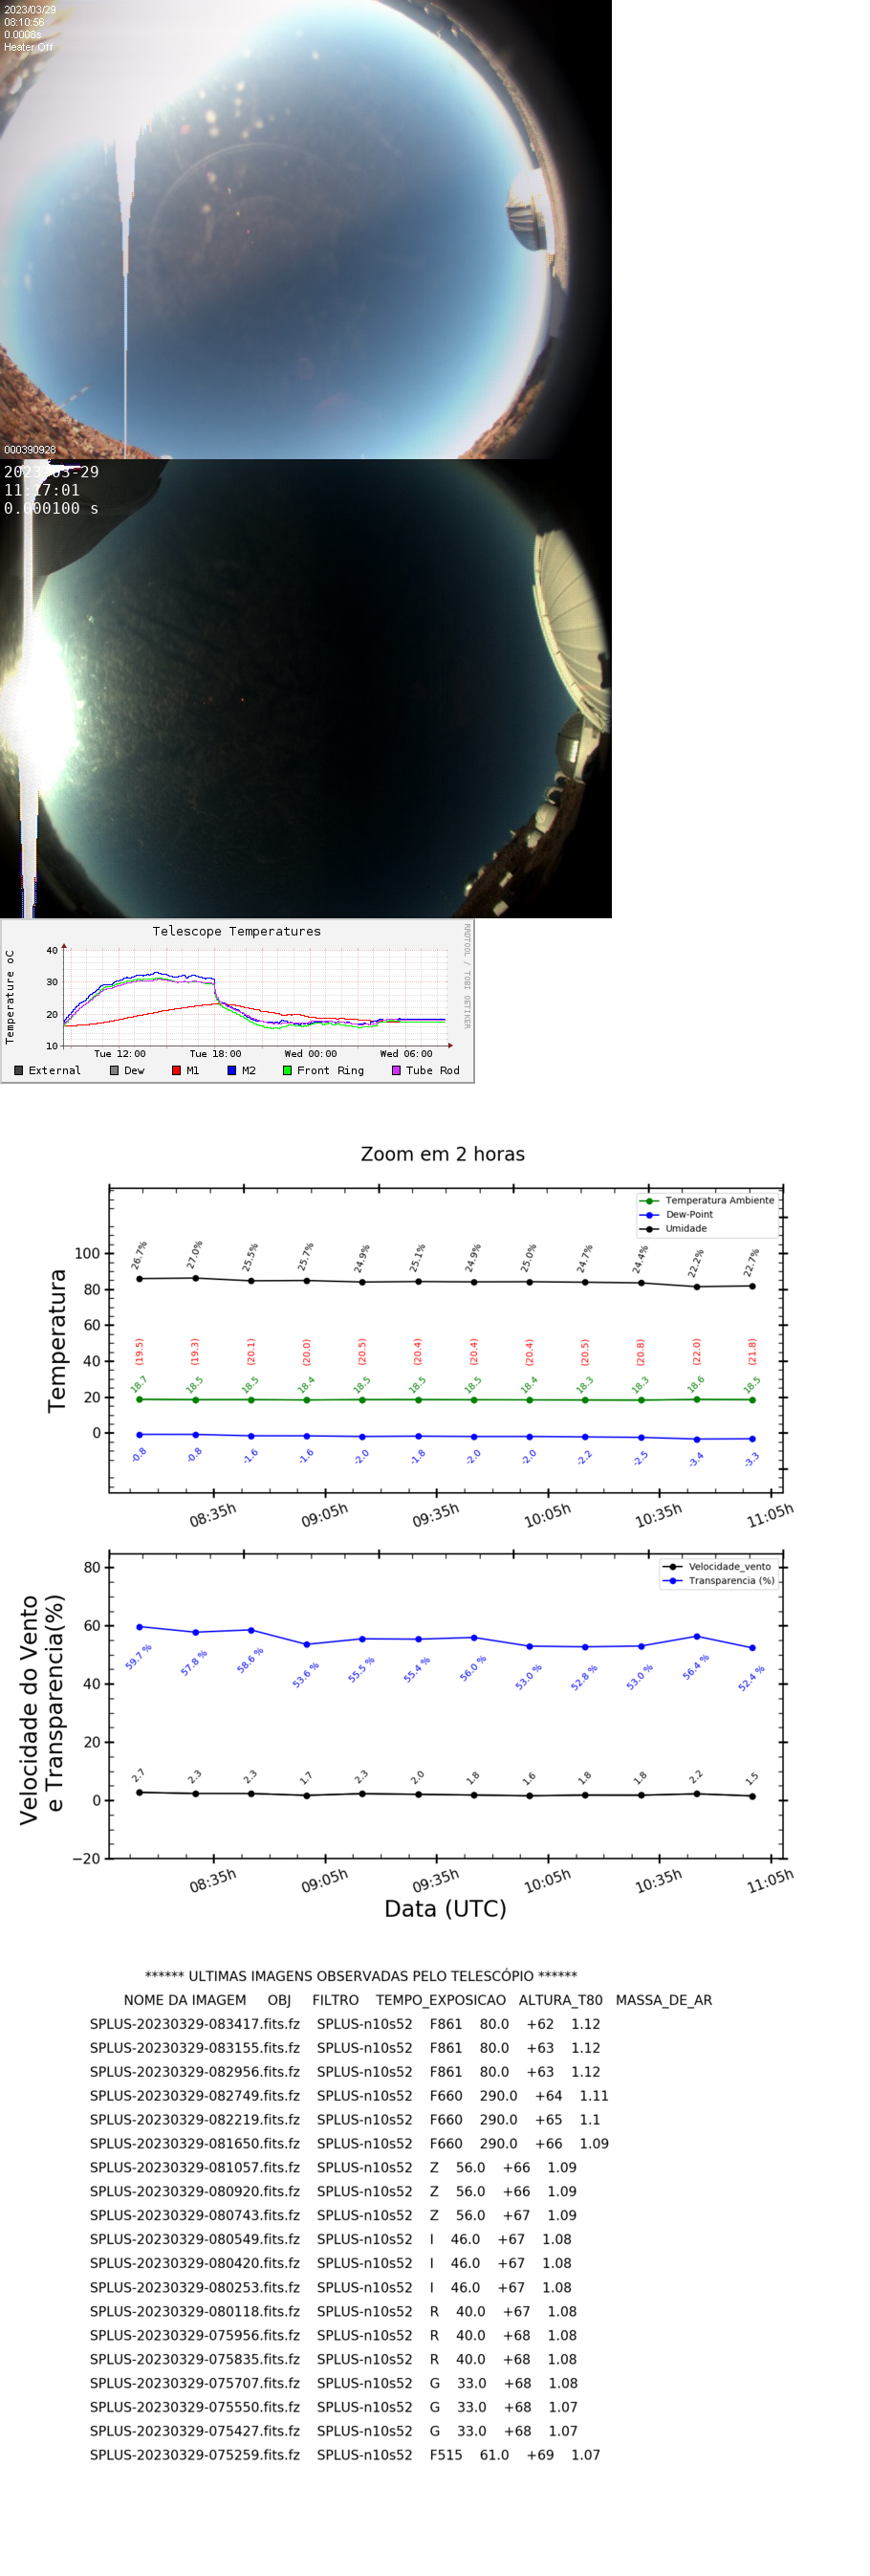 2023/03/29
08:10:56
0.0008s
Heater Off
000390928
2023-03-29
11:17:01
0.000100 s
Telescope Temperatures
RRDTOOL / TOBI OETIKER
Temperature oC
40
30
20
10
Tue 12:00 Tue 18:00 Wed 00:00 Wed 06:00
External Dew M1 M2 Front Ring Tube Rod
Zoom em 2 horas
Temperatura Ambiente
Dew-Point
Umidade
Temperatura
100
80
60
40
20
0
26.7% 27.0% 25.5% 25.7% 24.9% 25.1% 24.9% 25.0% 24.7% 24.4% 22.2% 22.7%
(19.5) (19.3) (20.1) (20.0) (20.5) (20.4) (20.4) (20.4) (20.5) (20.8) (22.0) (21.8)
18.7 18.5 18.5 18.4 18.5 18.5 18.5 18.4 18.3 18.3 18.6 18.5
-0.8 -0.8 -1.6 -1.6 -2.0 -1.8 -2.0 -2.0 -2.2 -2.5 -3.4 -3.3
08:35h 09:05h 09:35h 10:05h 10:35h 11:05h
Velocidade_vento
Transparencia (%)
Velocidade do Vento
e Transparencia(%)
80
60
40
20
0
−20
59.7 % 57.8 % 58.6 % 53.6 % 55.5 % 55.4 % 56.0 % 53.0 % 52.8 % 53.0 % 56.4 % 52.4 %
2.7 2.3 2.3 1.7 2.3 2.0 1.8 1.6 1.8 1.8 2.2 1.5
08:35h 09:05h 09:35h 10:05h 10:35h 11:05h
Data (UTC)
****** ULTIMAS IMAGENS OBSERVADAS PELO TELESCÓPIO ******
NOME DA IMAGEM OBJ FILTRO TEMPO_EXPOSICAO ALTURA_T80 MASSA_DE_AR
SPLUS-20230329-083417.fits.fz SPLUS-n10s52 F861 80.0 +62 1.12
SPLUS-20230329-083155.fits.fz SPLUS-n10s52 F861 80.0 +63 1.12
SPLUS-20230329-082956.fits.fz SPLUS-n10s52 F861 80.0 +63 1.12
SPLUS-20230329-082749.fits.fz SPLUS-n10s52 F660 290.0 +64 1.11
SPLUS-20230329-082219.fits.fz SPLUS-n10s52 F660 290.0 +65 1.1
SPLUS-20230329-081650.fits.fz SPLUS-n10s52 F660 290.0 +66 1.09
SPLUS-20230329-081057.fits.fz SPLUS-n10s52 Z 56.0 +66 1.09
SPLUS-20230329-080920.fits.fz SPLUS-n10s52 Z 56.0 +66 1.09
SPLUS-20230329-080743.fits.fz SPLUS-n10s52 Z 56.0 +67 1.09
SPLUS-20230329-080549.fits.fz SPLUS-n10s52 I 46.0 +67 1.08
SPLUS-20230329-080420.fits.fz SPLUS-n10s52 I 46.0 +67 1.08
SPLUS-20230329-080253.fits.fz SPLUS-n10s52 I 46.0 +67 1.08
SPLUS-20230329-080118.fits.fz SPLUS-n10s52 R 40.0 +67 1.08
SPLUS-20230329-075956.fits.fz SPLUS-n10s52 R 40.0 +68 1.08
SPLUS-20230329-075835.fits.fz SPLUS-n10s52 R 40.0 +68 1.08
SPLUS-20230329-075707.fits.fz SPLUS-n10s52 G 33.0 +68 1.08
SPLUS-20230329-075550.fits.fz SPLUS-n10s52 G 33.0 +68 1.07
SPLUS-20230329-075427.fits.fz SPLUS-n10s52 G 33.0 +68 1.07
SPLUS-20230329-075259.fits.fz SPLUS-n10s52 F515 61.0 +69 1.07